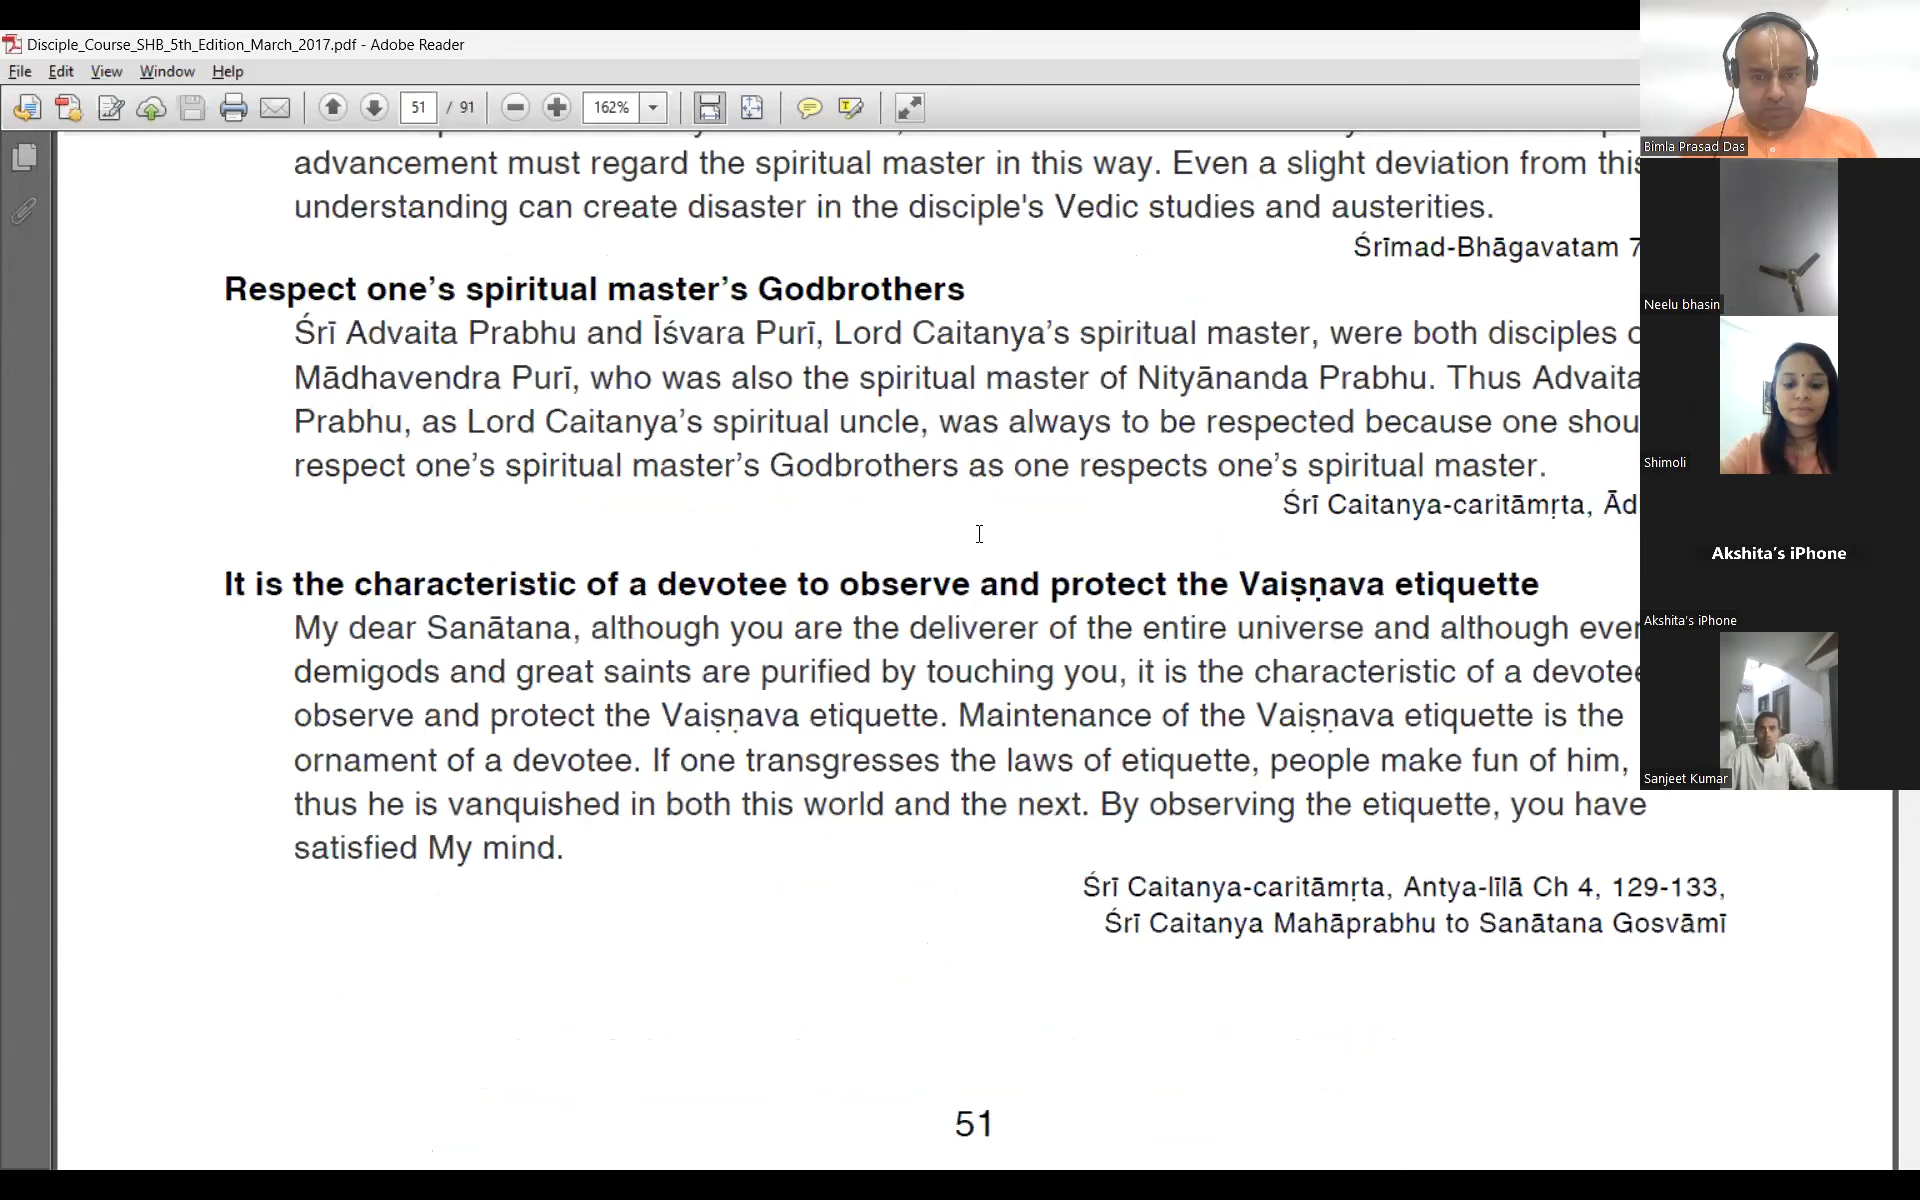 Disciple_Course_SHB_5th_Edition_March_2017.pdf - Adobe Reader
File Edit View Window Help
51 / 91 162%
advancement must regard the spiritual master in this way. Even a slight deviation from this
understanding can create disaster in the disciple's Vedic studies and austerities.
Śrīmad-Bhāgavatam 7
Respect one’s spiritual master’s Godbrothers
Śrī Advaita Prabhu and Īśvara Purī, Lord Caitanya’s spiritual master, were both disciples
Mādhavendra Purī, who was also the spiritual master of Nityānanda Prabhu. Thus Advaita
Prabhu, as Lord Caitanya’s spiritual uncle, was always to be respected because one shou
respect one’s spiritual master’s Godbrothers as one respects one’s spiritual master.
Śrī Caitanya-caritāmṛta, Ād
It is the characteristic of a devotee to observe and protect the Vaiṣṇava etiquette
My dear Sanātana, although you are the deliverer of the entire universe and although even
demigods and great saints are purified by touching you, it is the characteristic of a devotee
observe and protect the Vaiṣṇava etiquette. Maintenance of the Vaiṣṇava etiquette is the
ornament of a devotee. If one transgresses the laws of etiquette, people make fun of him,
thus he is vanquished in both this world and the next. By observing the etiquette, you have
satisfied My mind.
Śrī Caitanya-caritāmṛta, Antya-līlā Ch 4, 129-133,
Śrī Caitanya Mahāprabhu to Sanātana Gosvāmī
51
Bimla Prasad Das
Neelu bhasin
Shimoli
Akshita’s iPhone
Akshita's iPhone
Sanjeet Kumar